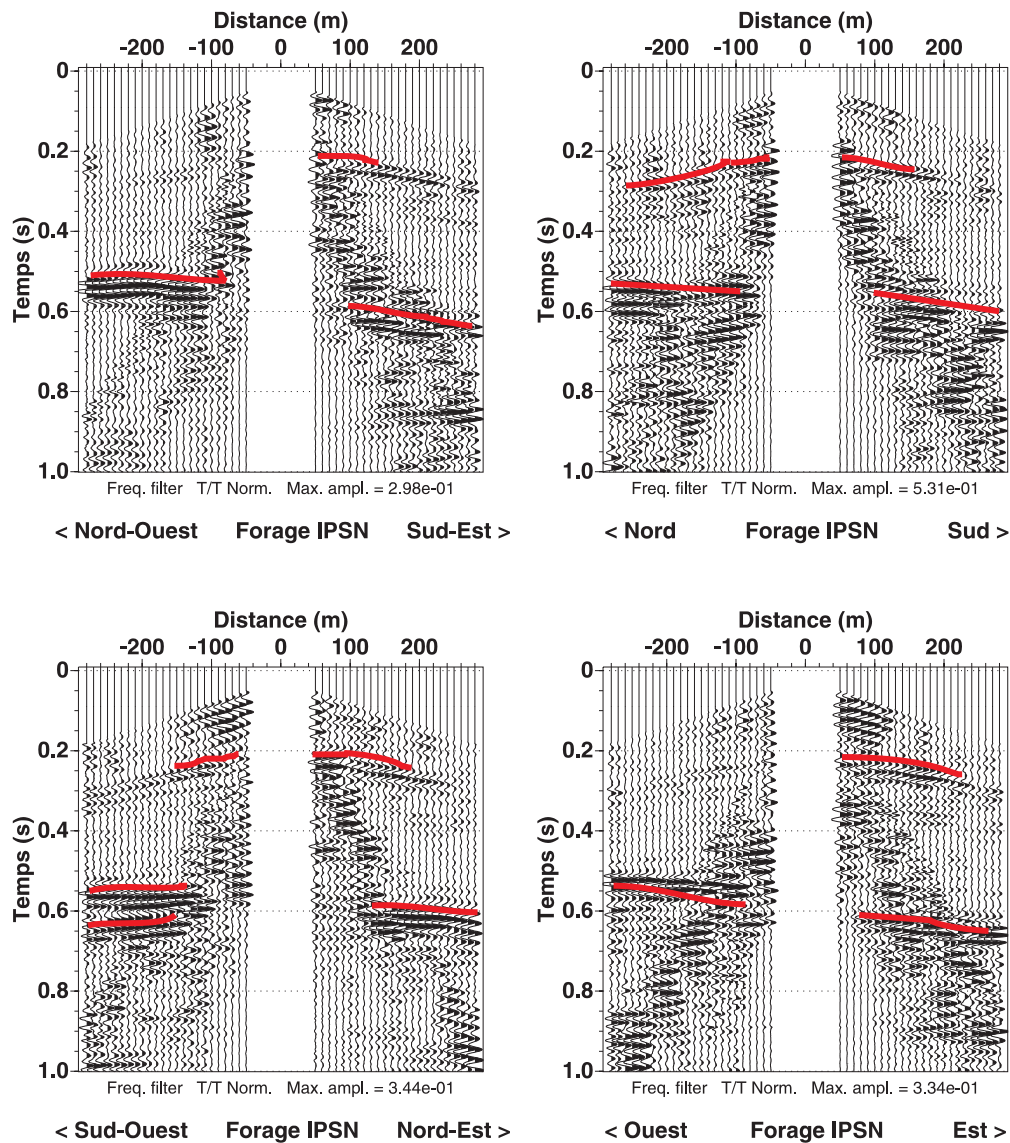 Distance (m)
-200 -100 0 100 200
0
0.2
0.4
0.6
0.8
1.0
Temps (s)
Freq. filter T/T Norm. Max. ampl. = 2.98e-01
< Nord-Ouest Forage IPSN Sud-Est >
Distance (m)
-200 -100 0 100 200
0
0.2
0.4
0.6
0.8
1.0
Temps (s)
Freq. filter T/T Norm. Max. ampl. = 5.31e-01
< Nord Forage IPSN Sud >
Distance (m)
-200 -100 0 100 200
0
0.2
0.4
0.6
0.8
1.0
Temps (s)
Freq. filter T/T Norm. Max. ampl. = 3.44e-01
< Sud-Ouest Forage IPSN Nord-Est >
Distance (m)
-200 -100 0 100 200
0
0.2
0.4
0.6
0.8
1.0
Temps (s)
Freq. filter T/T Norm. Max. ampl. = 3.34e-01
< Ouest Forage IPSN Est >